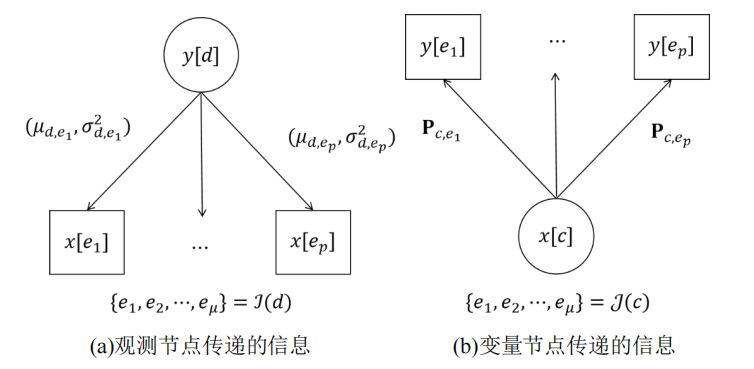 y[d]
(μ_{d,e_1}, σ²_{d,e_1})
(μ_{d,e_p}, σ²_{d,e_p})
x[e_1]
...
x[e_p]
{e_1, e_2, ⋯, e_μ} = ℐ(d)
(a)观测节点传递的信息
y[e_1]
...
y[e_p]
𝐏_{c,e_1}
𝐏_{c,e_p}
x[c]
{e_1, e_2, ⋯, e_μ} = 𝒥(c)
(b)变量节点传递的信息